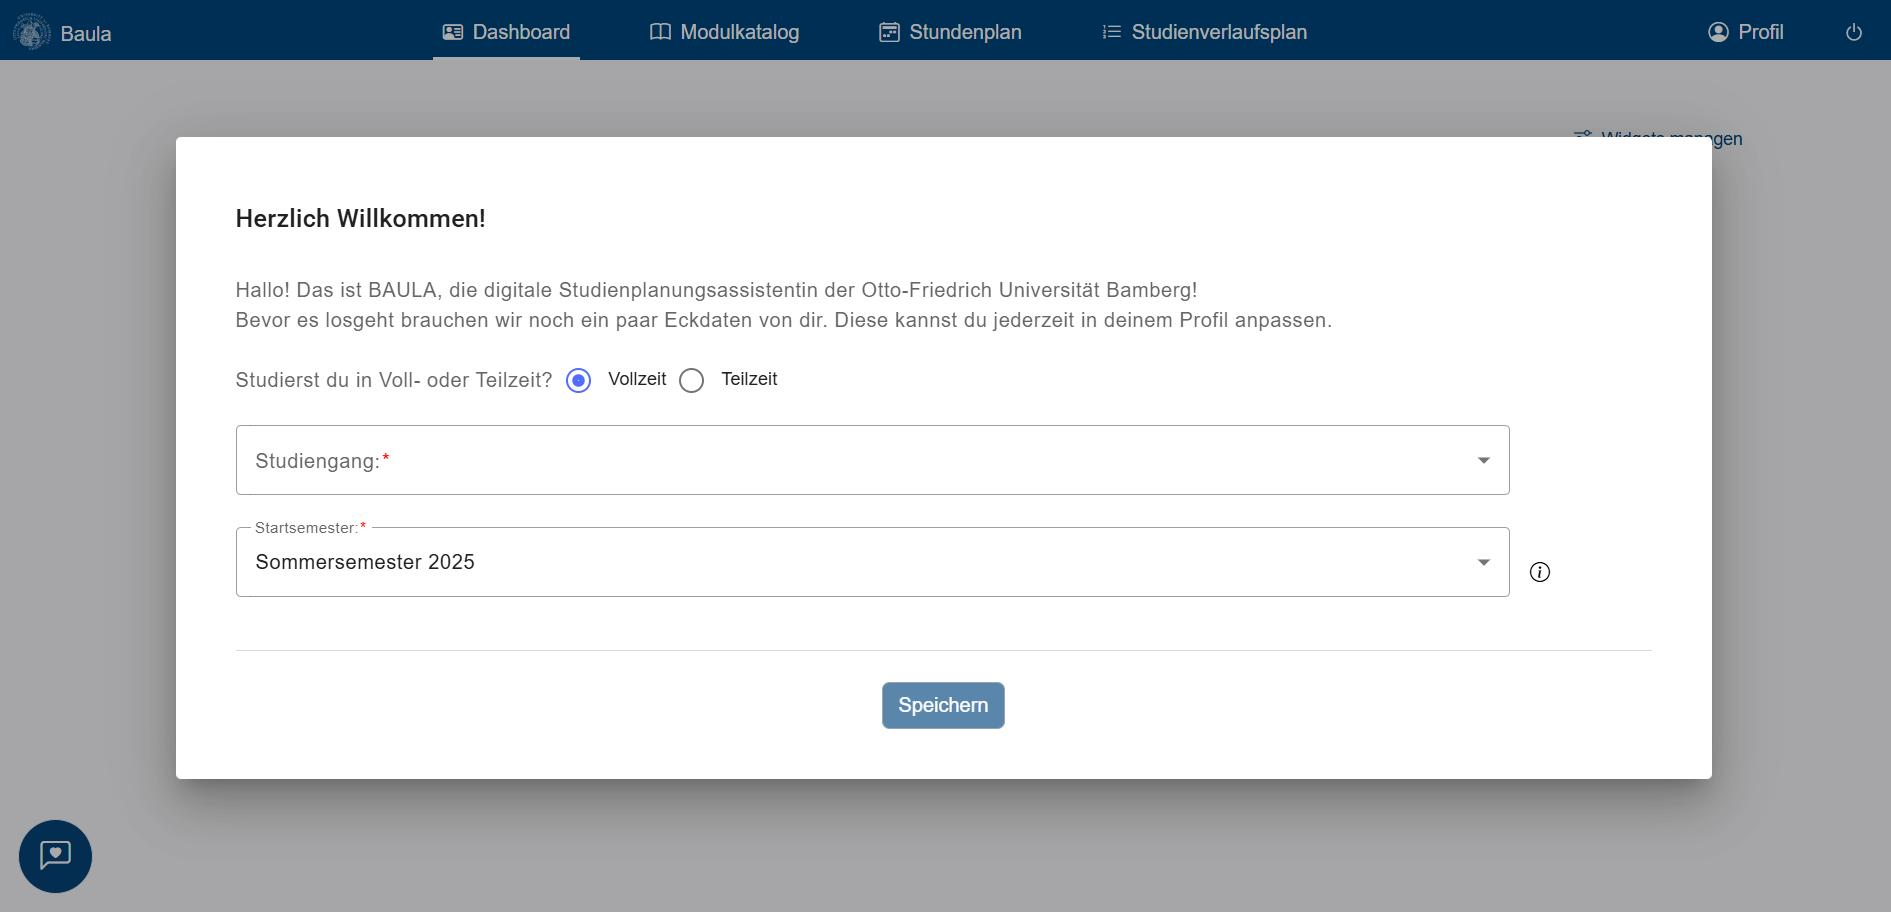 Baula
Dashboard
Modulkatalog
Stundenplan
Studienverlaufsplan
Profil
Widgets managen
Herzlich Willkommen!
Hallo! Das ist BAULA, die digitale Studienplanungsassistentin der Otto-Friedrich Universität Bamberg!
Bevor es losgeht brauchen wir noch ein paar Eckdaten von dir. Diese kannst du jederzeit in deinem Profil anpassen.
Studierst du in Voll- oder Teilzeit? Vollzeit Teilzeit
Studiengang:*
Startsemester:*
Sommersemester 2025
Speichern